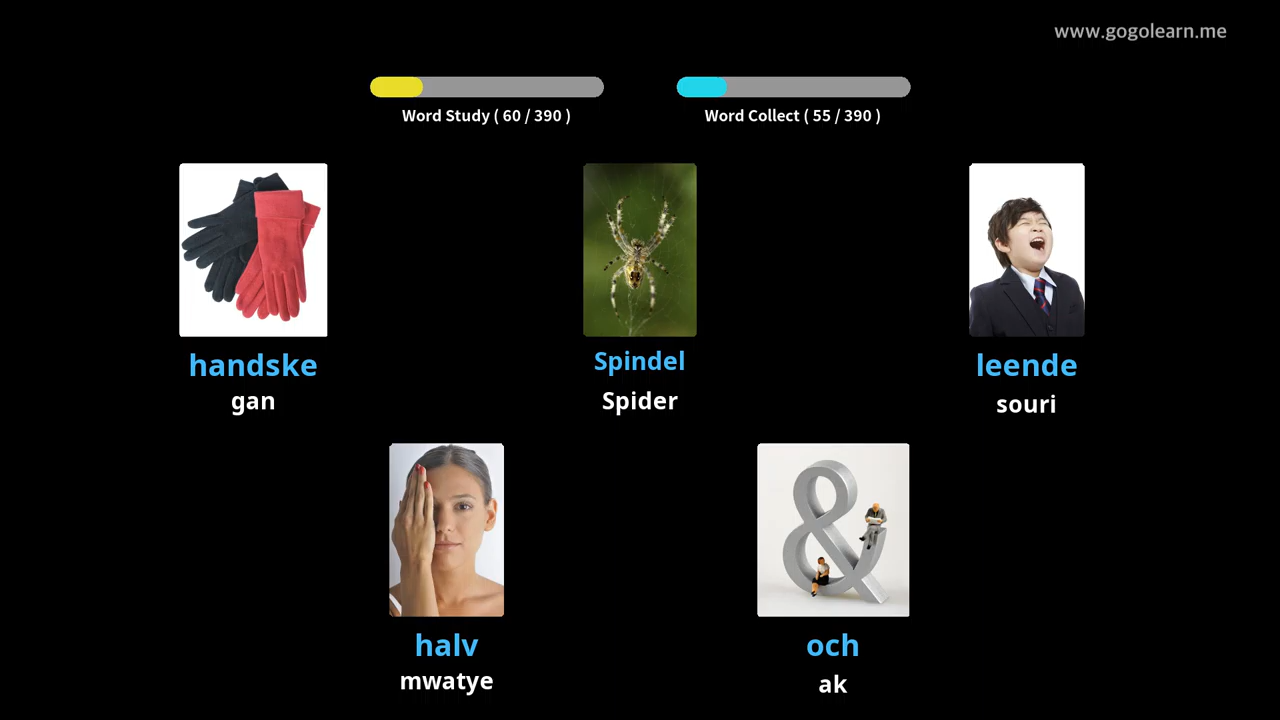 www.gogolearn.me
Word Study ( 60 / 390 )
Word Collect ( 55 / 390 )
handske
gan
Spindel
Spider
leende
souri
halv
mwatye
och
ak